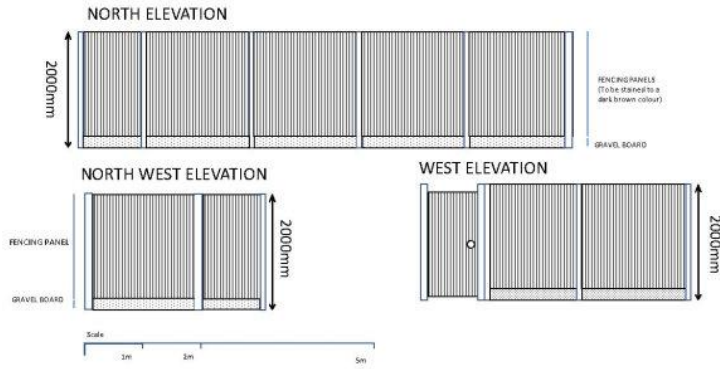 NORTH ELEVATION
2000mm
FENCING PANELS
(To be stained to a
dark brown colour)
GRAVEL BOARD
NORTH WEST ELEVATION
FENCING PANEL
GRAVEL BOARD
2000mm
WEST ELEVATION
2000mm
Scale
1m
2m
5m